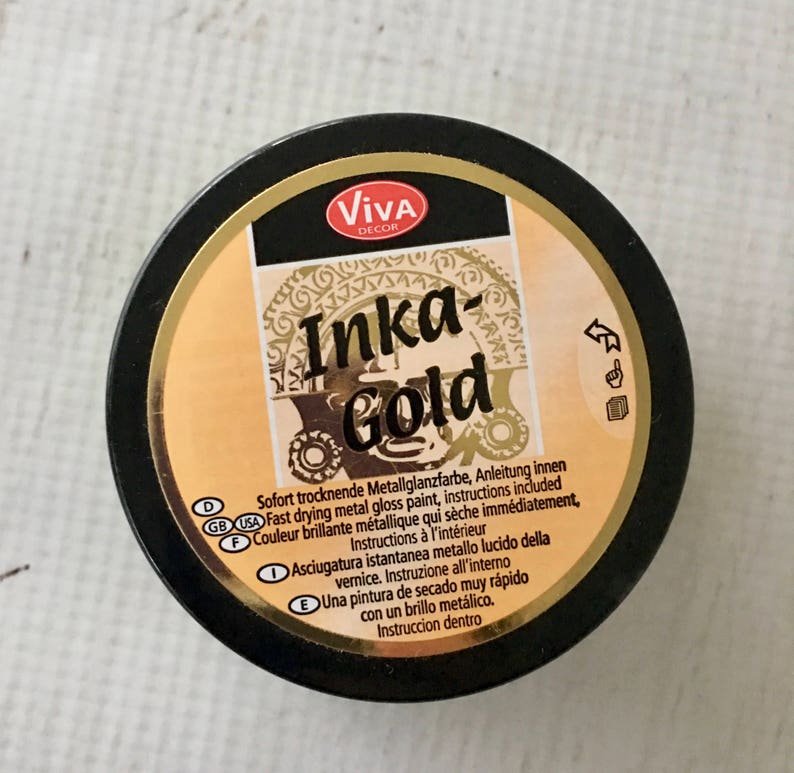 ViVA
DECOR
Inka-
Gold
D Sofort trocknende Metallglanzfarbe, Anleitung innen
GB USA Fast drying metal gloss paint, instructions included
F Couleur brillante métallique qui sèche immédiatement,
Instructions à l'intérieur
I Asciugatura istantanea metallo lucido della
vernice. Instruzione all'interno
E Una pintura de secado muy rápido
con un brillo metálico.
Instruccion dentro